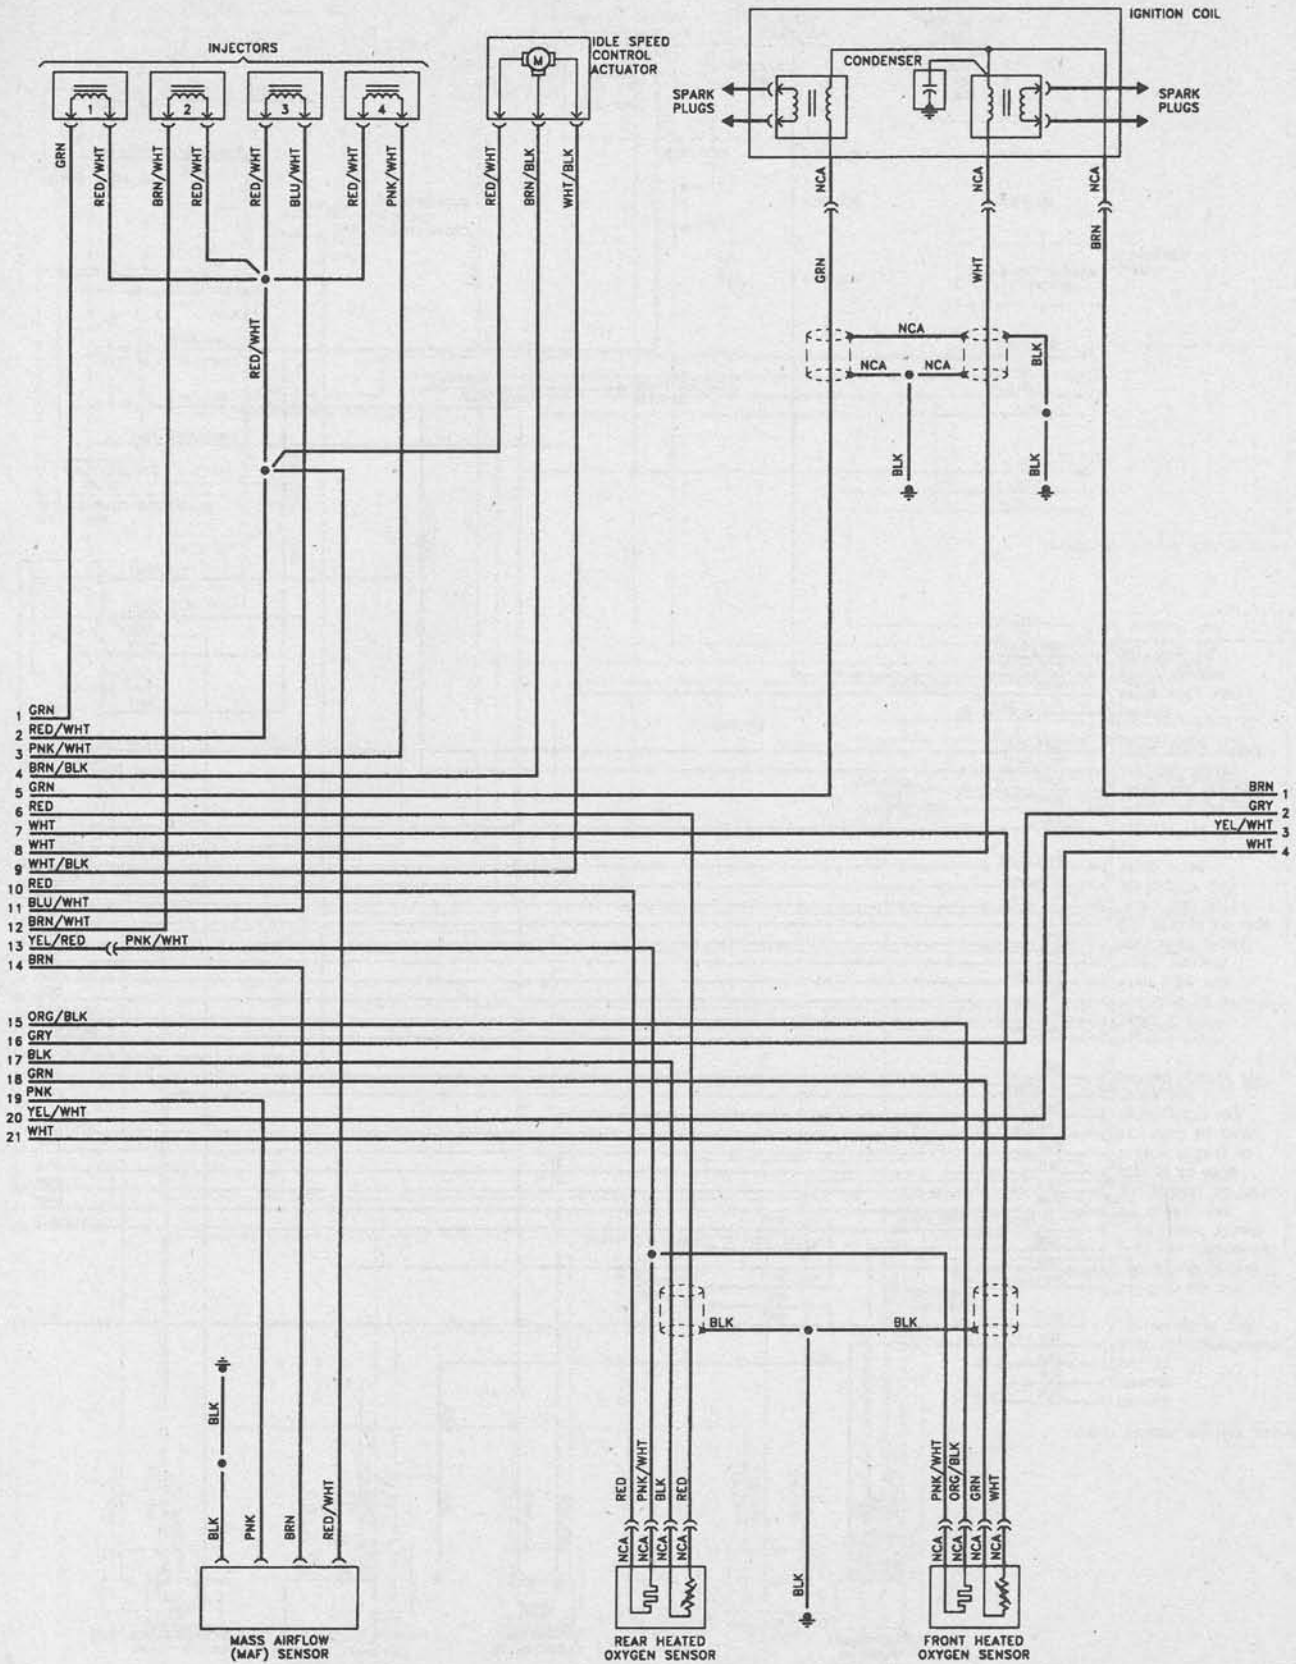 IGNITION COIL
INJECTORS
IDLE SPEED
CONTROL
ACTUATOR
M
CONDENSER
SPARK
PLUGS
SPARK
PLUGS
1
2
3
4
GRN
RED/WHT
BRN/WHT
RED/WHT
RED/WHT
BLU/WHT
RED/WHT
PNK/WHT
RED/WHT
BRN/BLK
WHT/BLK
NCA
NCA
NCA
GRN
WHT
BRN
RED/WHT
NCA
NCA
NCA
BLK
BLK
BLK
1 GRN
2 RED/WHT
3 PNK/WHT
4 BRN/BLK
5 GRN
6 RED
7 WHT
8 WHT
9 WHT/BLK
10 RED
11 BLU/WHT
12 BRN/WHT
13 YEL/RED PNK/WHT
14 BRN
15 ORG/BLK
16 GRY
17 BLK
18 GRN
19 PNK
20 YEL/WHT
21 WHT
BRN 1
GRY 2
YEL/WHT 3
WHT 4
BLK
BLK
BLK
BLK
PNK
BRN
RED/WHT
RED
PNK/WHT
BLK
RED
NCA
NCA
NCA
NCA
BLK
PNK/WHT
ORG/BLK
GRN
WHT
NCA
NCA
NCA
NCA
MASS AIRFLOW
(MAF) SENSOR
REAR HEATED
OXYGEN SENSOR
FRONT HEATED
OXYGEN SENSOR